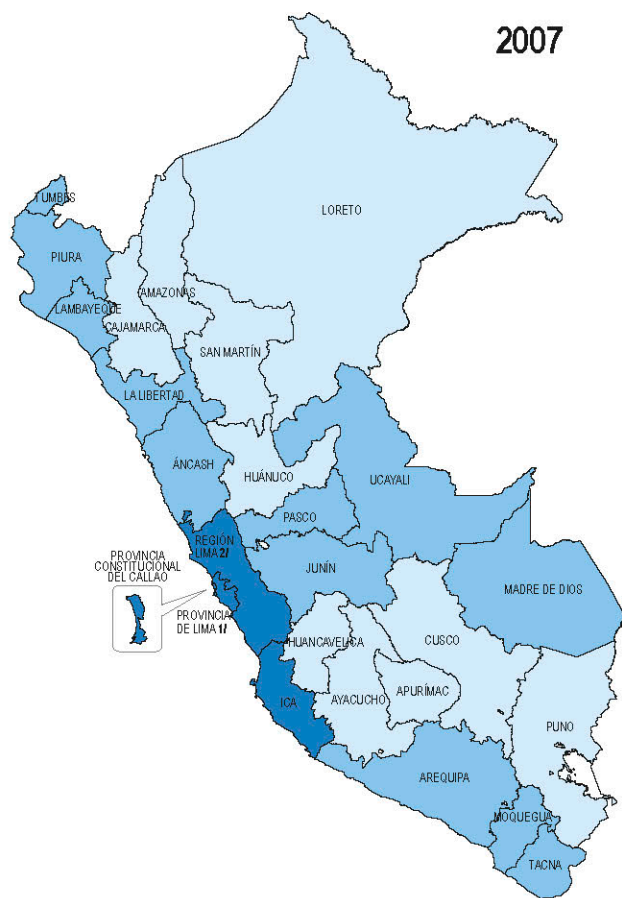 2007
LORETO
TUMBES
PIURA
AMAZONAS
LAMBAYEQUE
CAJAMARCA
SAN MARTÍN
LA LIBERTAD
ÁNCASH
HUÁNUCO
UCAYALI
PASCO
REGIÓN
LIMA 2/
PROVINCIA
CONSTITUCIONAL
DEL CALLAO
JUNÍN
MADRE DE DIOS
PROVINCIA
DE LIMA 1/
HUANCAVELICA
CUSCO
ICA
AYACUCHO
APURÍMAC
PUNO
AREQUIPA
MOQUEGUA
TACNA